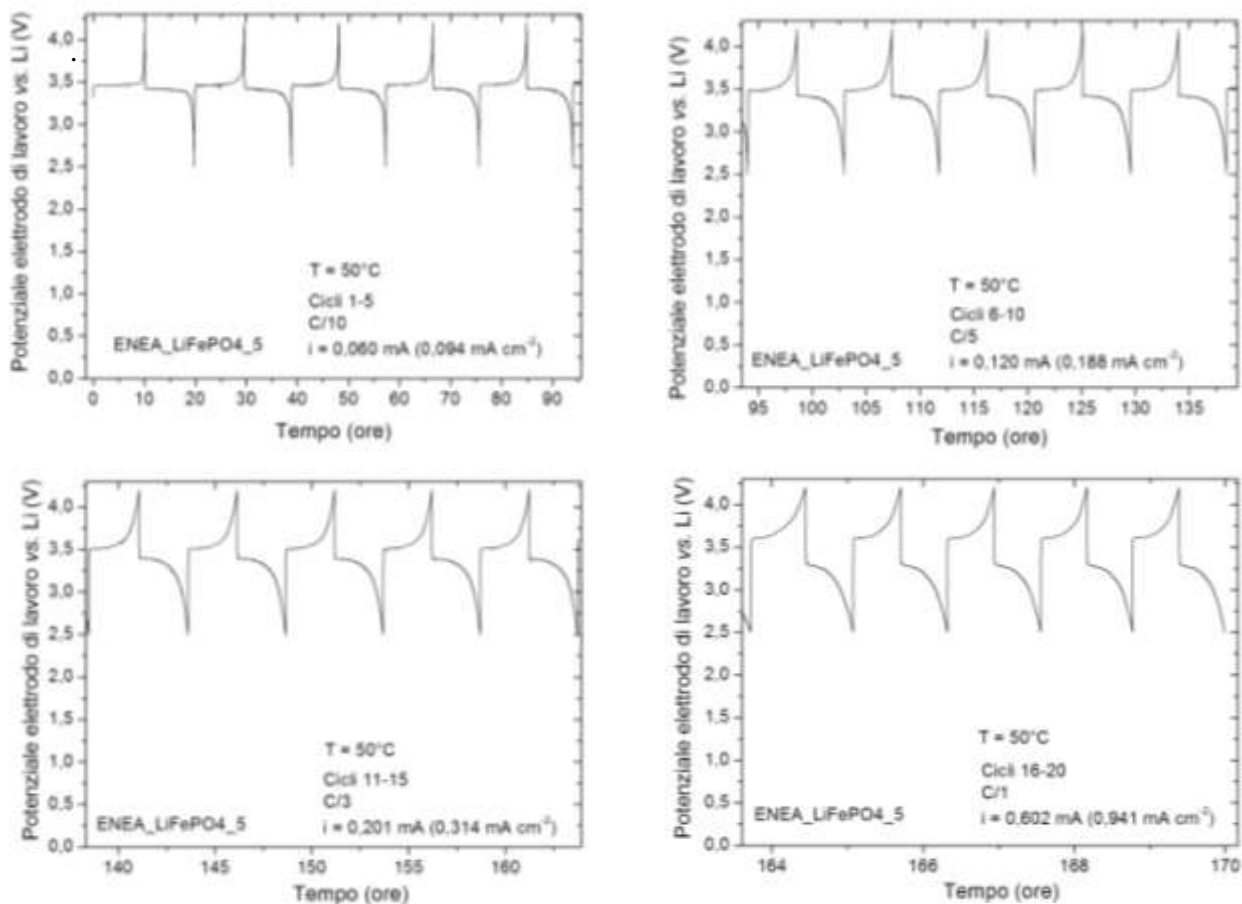 Potenziale elettrodo di lavoro vs. Li (V)
4,0
3,5
3,0
2,5
2,0
1,5
1,0
0,5
0,0
T = 50°C
Cicli 1-5
C/10
ENEA_LiFePO4_5
i = 0,060 mA (0,094 mA cm-2)
0 10 20 30 40 50 60 70 80 90
Tempo (ore)
Potenziale elettrodo di lavoro vs. Li (V)
4,0
3,5
3,0
2,5
2,0
1,5
1,0
0,5
0,0
T = 50°C
Cicli 6-10
C/5
ENEA_LiFePO4_5
i = 0,120 mA (0,188 mA cm-2)
95 100 105 110 115 120 125 130 135
Tempo (ore)
Potenziale elettrodo di lavoro vs. Li (V)
4,0
3,5
3,0
2,5
2,0
1,5
1,0
0,5
0,0
T = 50°C
Cicli 11-15
C/3
ENEA_LiFePO4_5
i = 0,201 mA (0,314 mA cm-2)
140 145 150 155 160
Tempo (ore)
Potenziale elettrodo di lavoro vs. Li (V)
4,0
3,5
3,0
2,5
2,0
1,5
1,0
0,5
0,0
T = 50°C
Cicli 16-20
C/1
ENEA_LiFePO4_5
i = 0,602 mA (0,941 mA cm-2)
164 166 168 170
Tempo (ore)